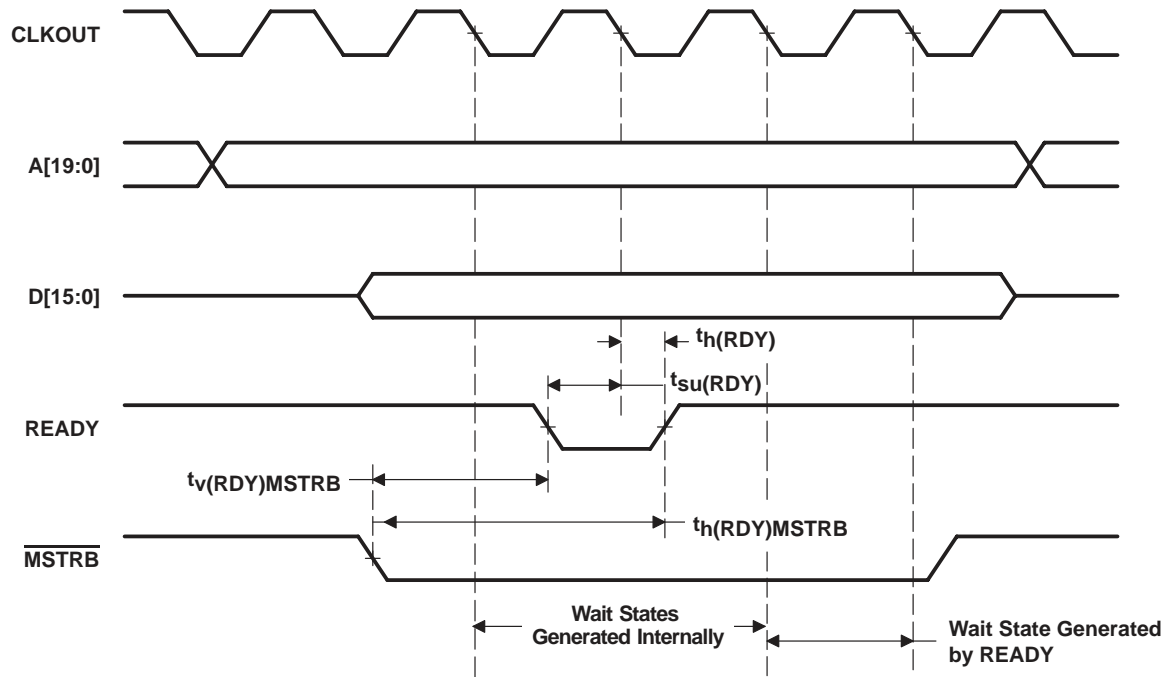 CLKOUT
A[19:0]
D[15:0]
th(RDY)
tsu(RDY)
READY
tv(RDY)MSTRB
th(RDY)MSTRB
MSTRB
Wait States
Generated Internally
Wait State Generated
by READY